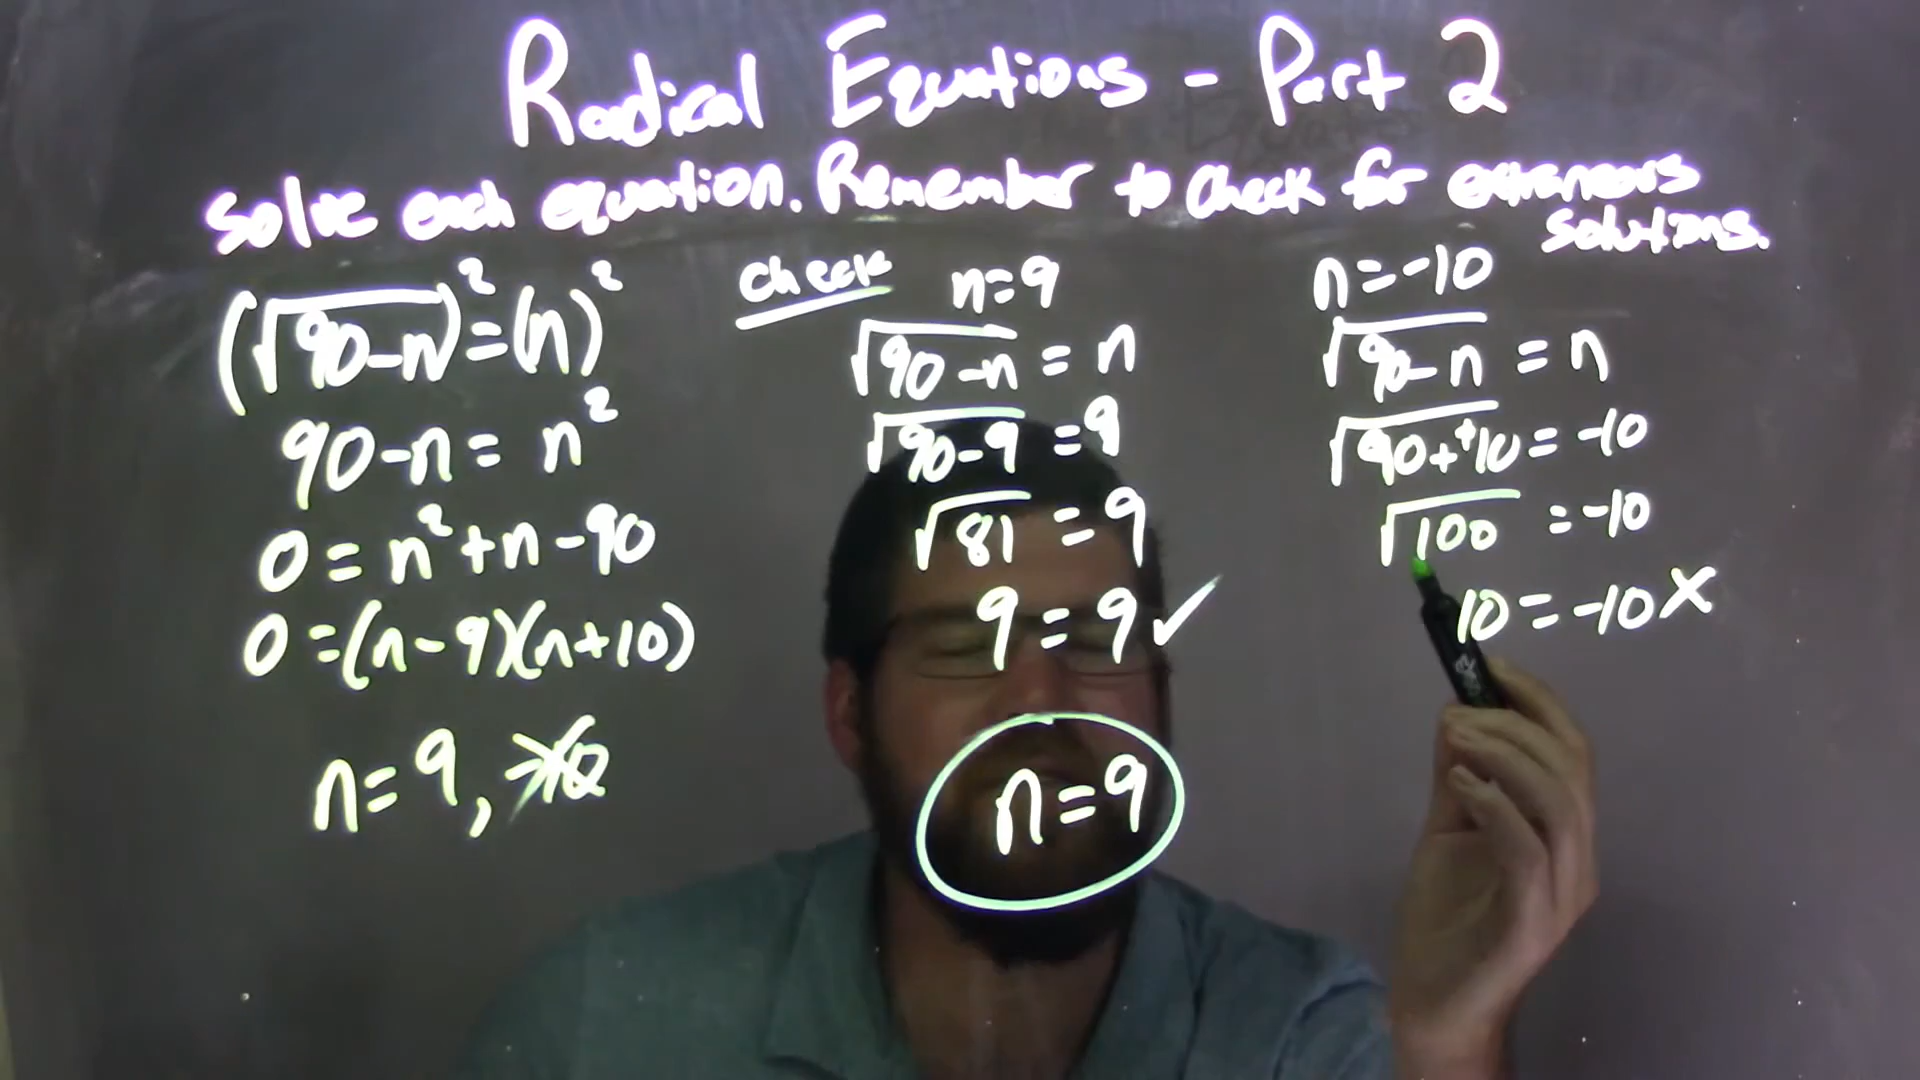 Radical Equations - Part 2
Solve each equation. Remember to check for extraneous solutions.
(√90-n)²=(n)²
90-n=n²
0=n²+n-90
0=(n-9)(n+10)
n=9, -10
check
n=9
√90-n=n
√90-9=9
√81=9
9=9✓
n=9
n=-10
√90-n=n
√90++10=-10
√100=-10
10=-10X